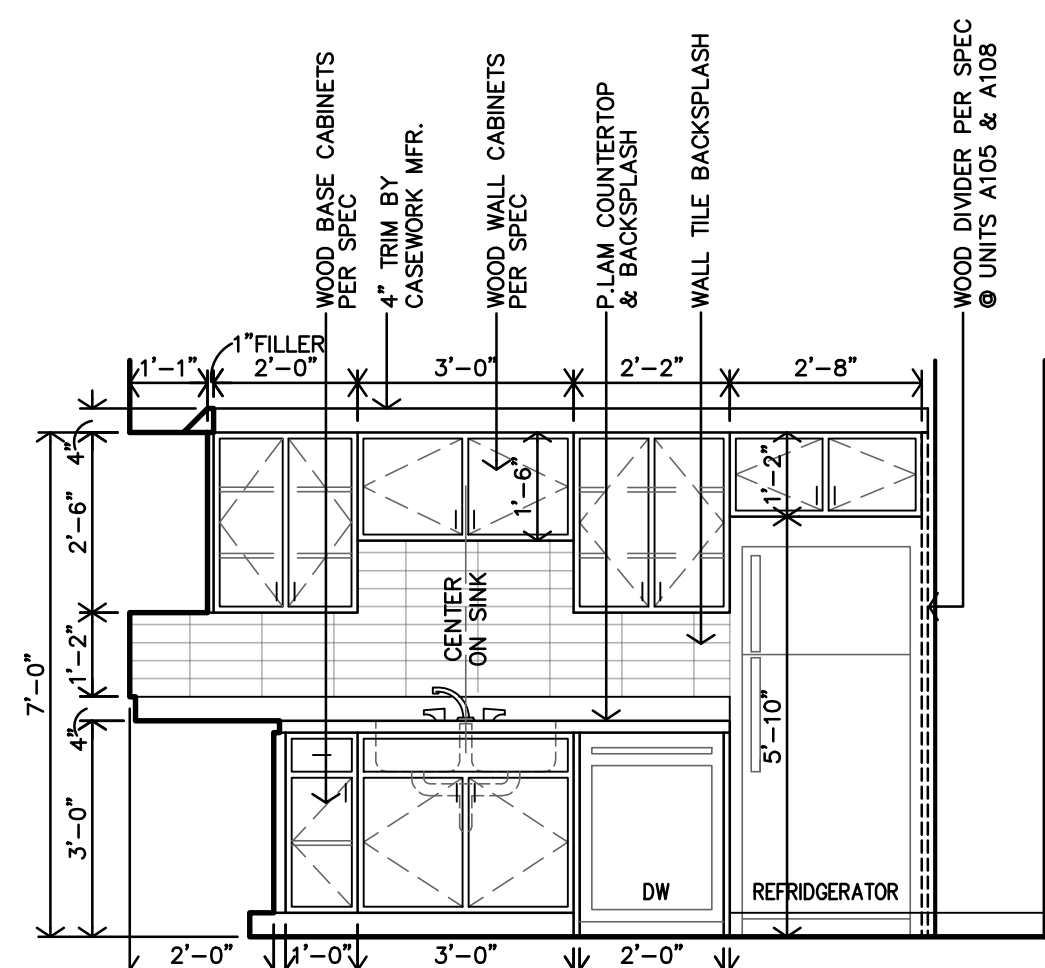 WOOD BASE CABINETS
PER SPEC
4" TRIM BY
CASEWORK MFR.
WOOD WALL CABINETS
PER SPEC
P.LAM COUNTERTOP
& BACKSPLASH
WALL TILE BACKSPLASH
WOOD DIVIDER PER SPEC
@ UNITS A105 & A108
1"FILLER
1'-1"
2'-0"
3'-0"
2'-2"
2'-8"
4"
2'-6"
1'-6"
1'-2"
CENTER
ON SINK
1'-2"
7'-0"
4"
5'-10"
3'-0"
DW
REFRIDGERATOR
2'-0"
1'-0"
3'-0"
2'-0"